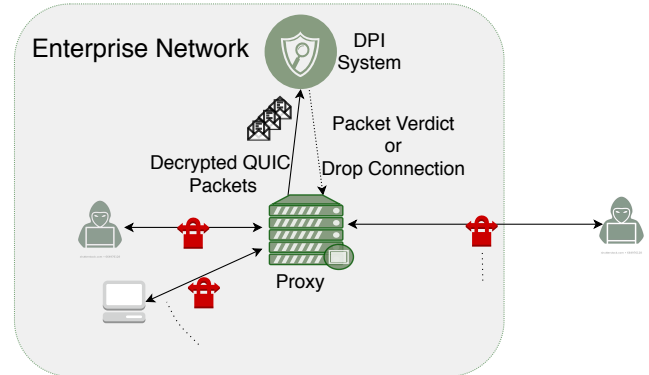 Enterprise Network
DPI
System
Packet Verdict
or
Drop Connection
Decrypted QUIC
Packets
Proxy